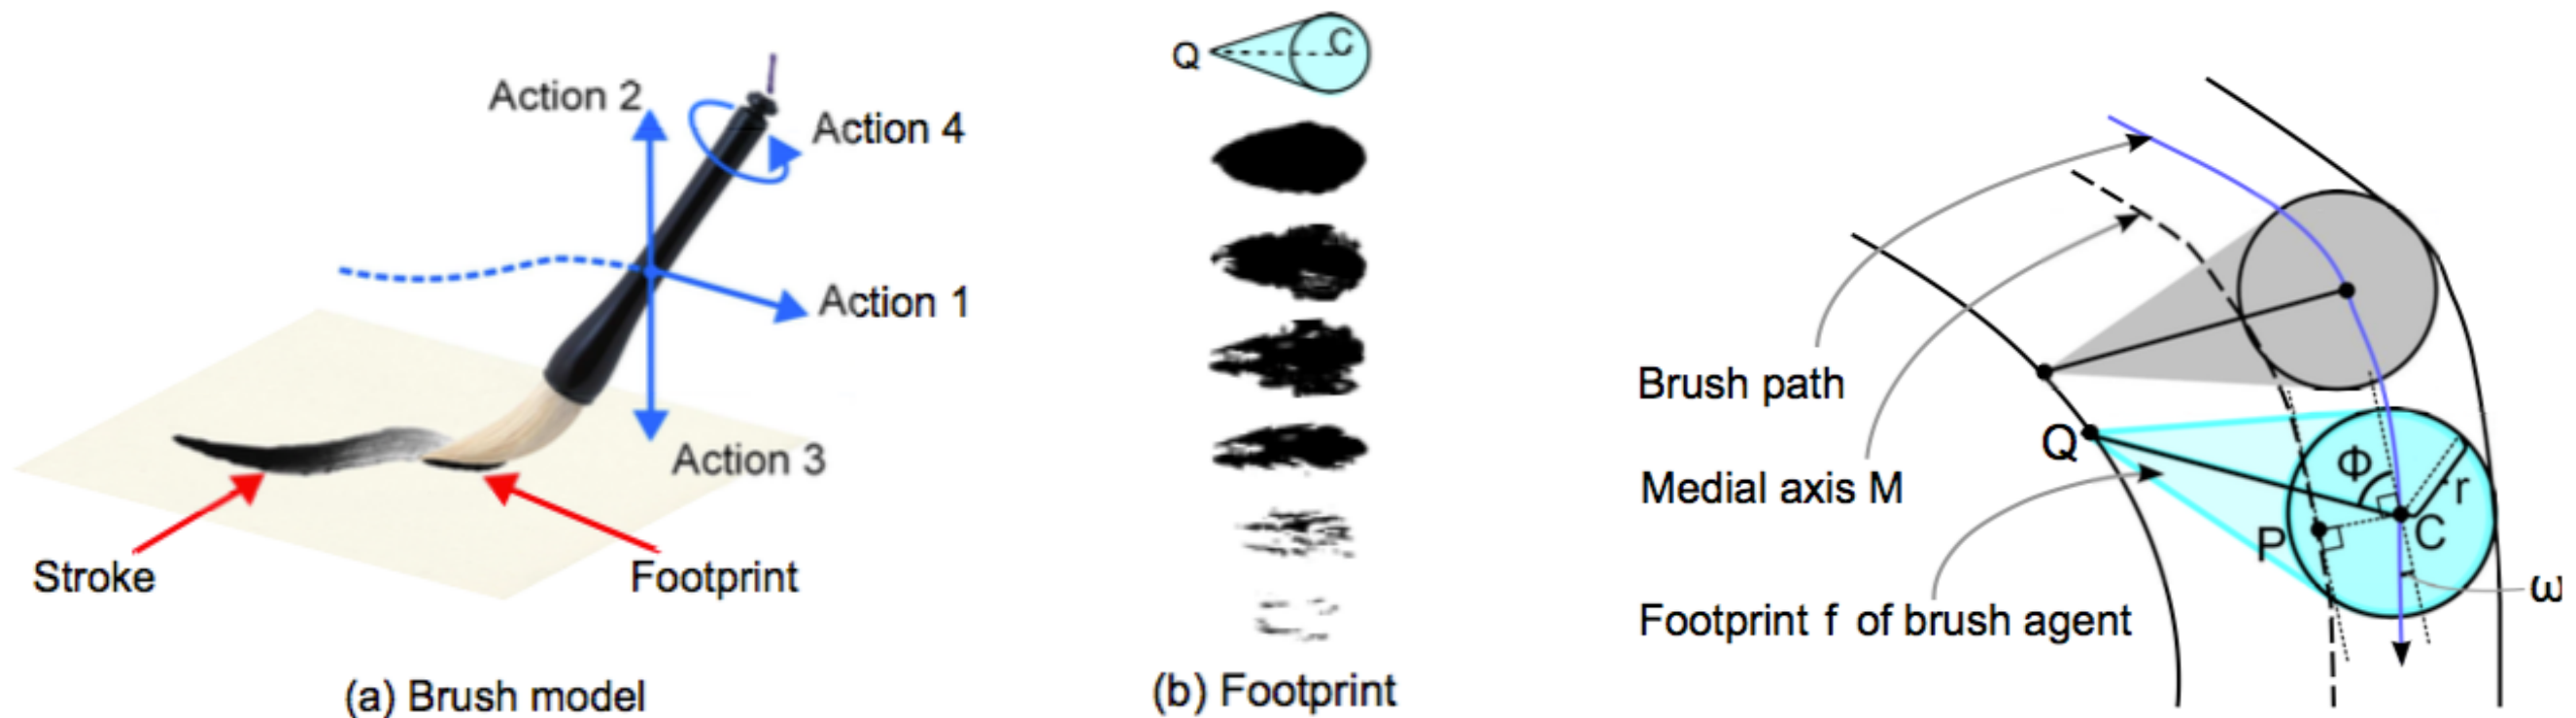 Action 2
Action 4
Action 1
Action 3
Stroke
Footprint
(a) Brush model
Q
C
(b) Footprint
Brush path
Medial axis M
Footprint f of brush agent
Q
Φ
r
P
C
ω